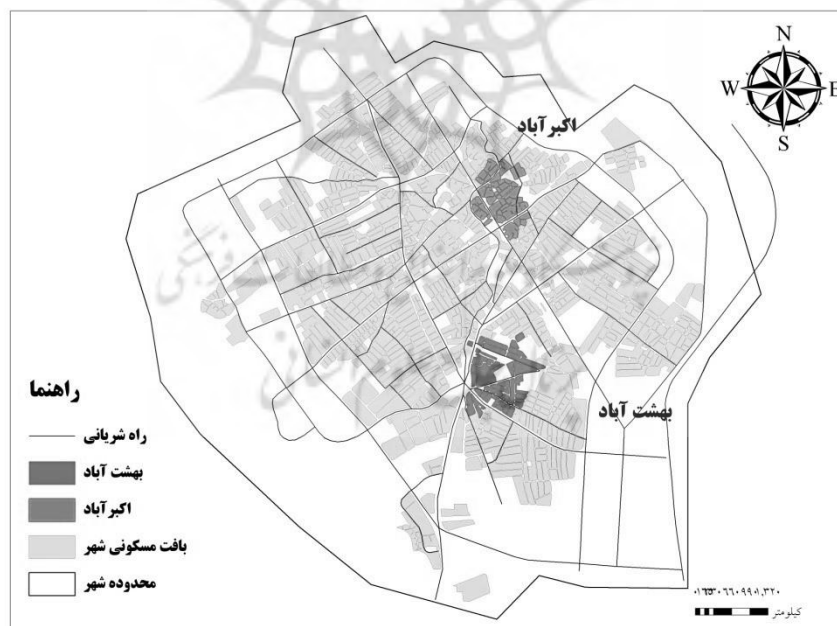 N
W E
S
اکبرآباد
بهشت آباد
راهنما
راه شریانی
بهشت آباد
اکبرآباد
بافت مسکونی شهر
محدوده شهر
کیلومتر